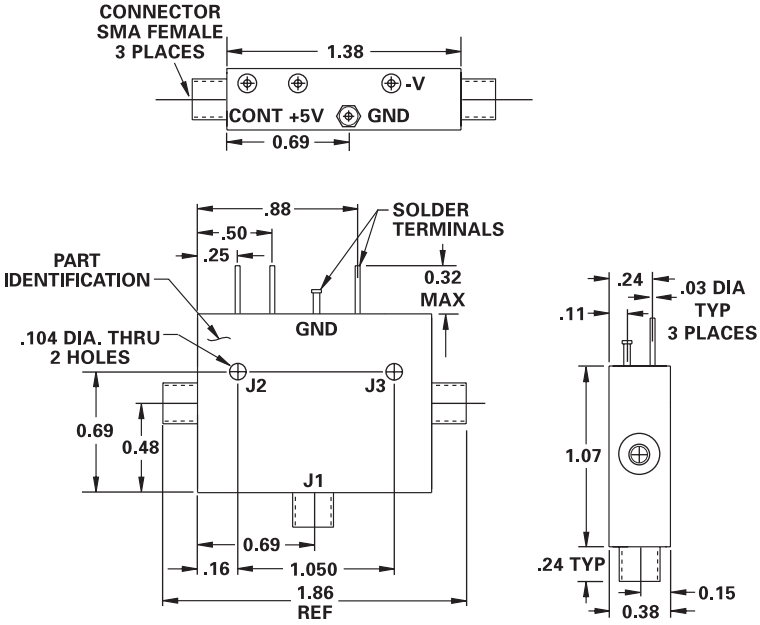 CONNECTOR
SMA FEMALE
3 PLACES
1.38
-V
CONT +5V
GND
0.69
.88
.50
.25
SOLDER
TERMINALS
PART
IDENTIFICATION
0.32
MAX
GND
.104 DIA. THRU
2 HOLES
J2
J3
0.69
0.48
J1
0.69
.16
1.050
1.86
REF
.24
.03 DIA
TYP
3 PLACES
.11
1.07
.24 TYP
0.15
0.38